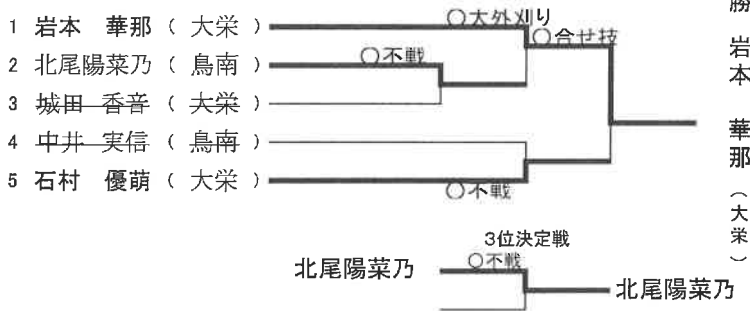 1 岩本 華那 ( 大栄 )
○大外刈り
○合せ技
2 北尾陽菜乃 ( 鳥南 )
○不戦
3 城田 香音 ( 大栄 )
4 中井 実信 ( 鳥南 )
5 石村 優萌 ( 大栄 )
○不戦
勝 岩本 華那 (大栄)
3位決定戦
○不戦
北尾陽菜乃
北尾陽菜乃